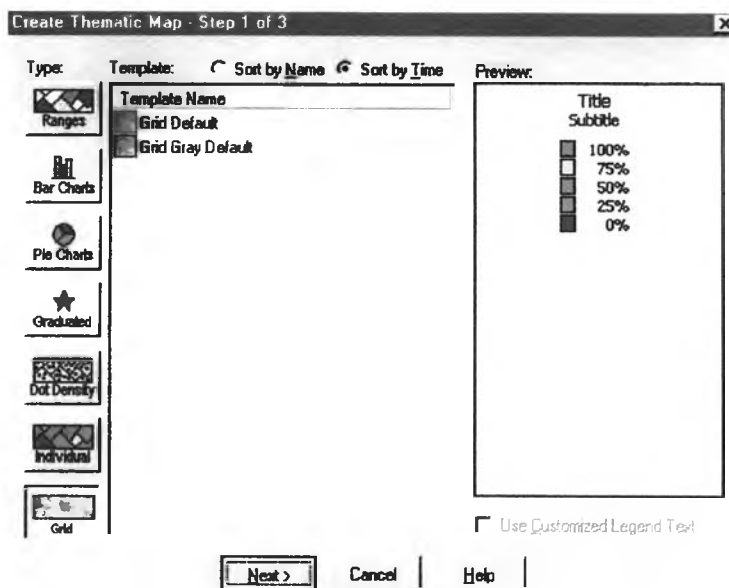 Create Thematic Map - Step 1 of 3
Type:
Ranges
Bar Charts
Pie Charts
Graduated
Dot Density
Individual
Grid
Template: Sort by Name Sort by Time
Template Name
Grid Default
Grid Gray Default
Preview:
Title
Subtitle
100%
75%
50%
25%
0%
Use Customized Legend Text
Next > Cancel Help